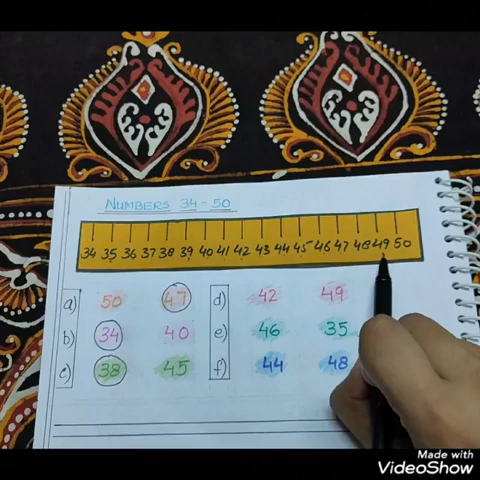 NUMBERS 34 - 50
34 35 36 37 38 39 40 41 42 43 44 45 46 47 48 49 50
a) 50 47 d) 42 49
b) 34 40 e) 46 35
c) 38 45 f) 44 48
Made with
VideoShow